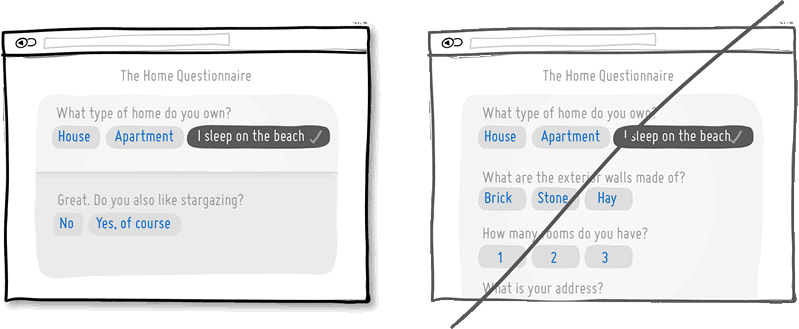 The Home Questionnaire
What type of home do you own?
House Apartment I sleep on the beach
Great. Do you also like stargazing?
No Yes, of course
The Home Questionnaire
What type of home do you own?
House Apartment I sleep on the beach
What are the exterior walls made of?
Brick Stone Hay
How many rooms do you have?
1 2 3
What is your address?